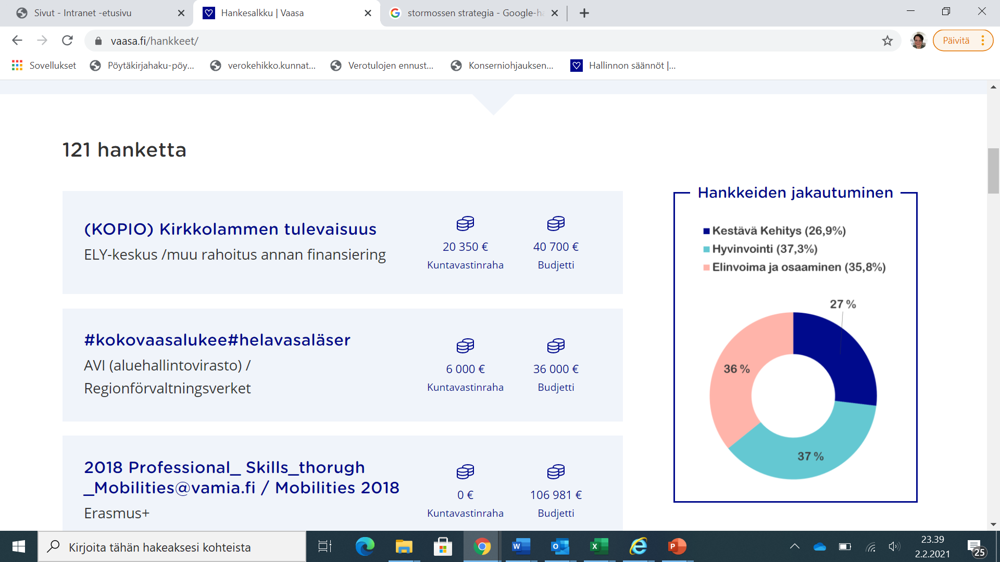 Sivut - Intranet -etusivu
Hankesalkku | Vaasa
stormossen strategia - Google-ha
vaasa.fi/hankkeet/
Päivitä
Sovellukset
Pöytäkirjahaku-pöy...
verokehikko.kunnat...
Verotulojen ennust...
Konserniohjauksen...
Hallinnon säännöt |...
121 hanketta
(KOPIO) Kirkkolammen tulevaisuus
ELY-keskus /muu rahoitus annan finansiering
20 350 €
Kuntavastinraha
40 700 €
Budjetti
#kokovaasalukee#helavasaläser
AVI (aluehallintovirasto) /
Regionförvaltningsverket
6 000 €
Kuntavastinraha
36 000 €
Budjetti
2018 Professional_ Skills_thorugh
_Mobilities@vamia.fi / Mobilities 2018
Erasmus+
0 €
Kuntavastinraha
106 981 €
Budjetti
Hankkeiden jakautuminen
Kestävä Kehitys (26,9%)
Hyvinvointi (37,3%)
Elinvoima ja osaaminen (35,8%)
27 %
36 %
37 %
Kirjoita tähän hakeaksesi kohteista
23.39
2.2.2021
25